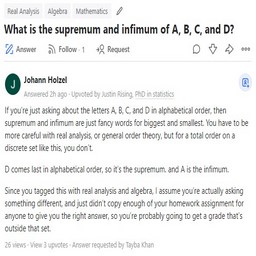 Real Analysis Algebra Mathematics
What is the supremum and infimum of A, B, C, and D?
Answer Follow · 1 Request
Johann Holzel
Answered 2h ago · Upvoted by Justin Rising, PhD in statistics
If you're just asking about the letters A, B, C, and D in alphabetical order, then
supremum and infimum are just fancy words for biggest and smallest. You have to be
more careful with real analysis, or general order theory, but for a total order on a
discrete set like this, you don't.
D comes last in alphabetical order, so it's the supremum. and A is the infimum.
Since you tagged this with real analysis and algebra, I assume you're actually asking
something different, and just didn't copy enough of your homework assignment for
anyone to give you the right answer, so you're probably going to get a grade that's
outside that set.
26 views · View 3 upvotes · Answer requested by Tayba Khan